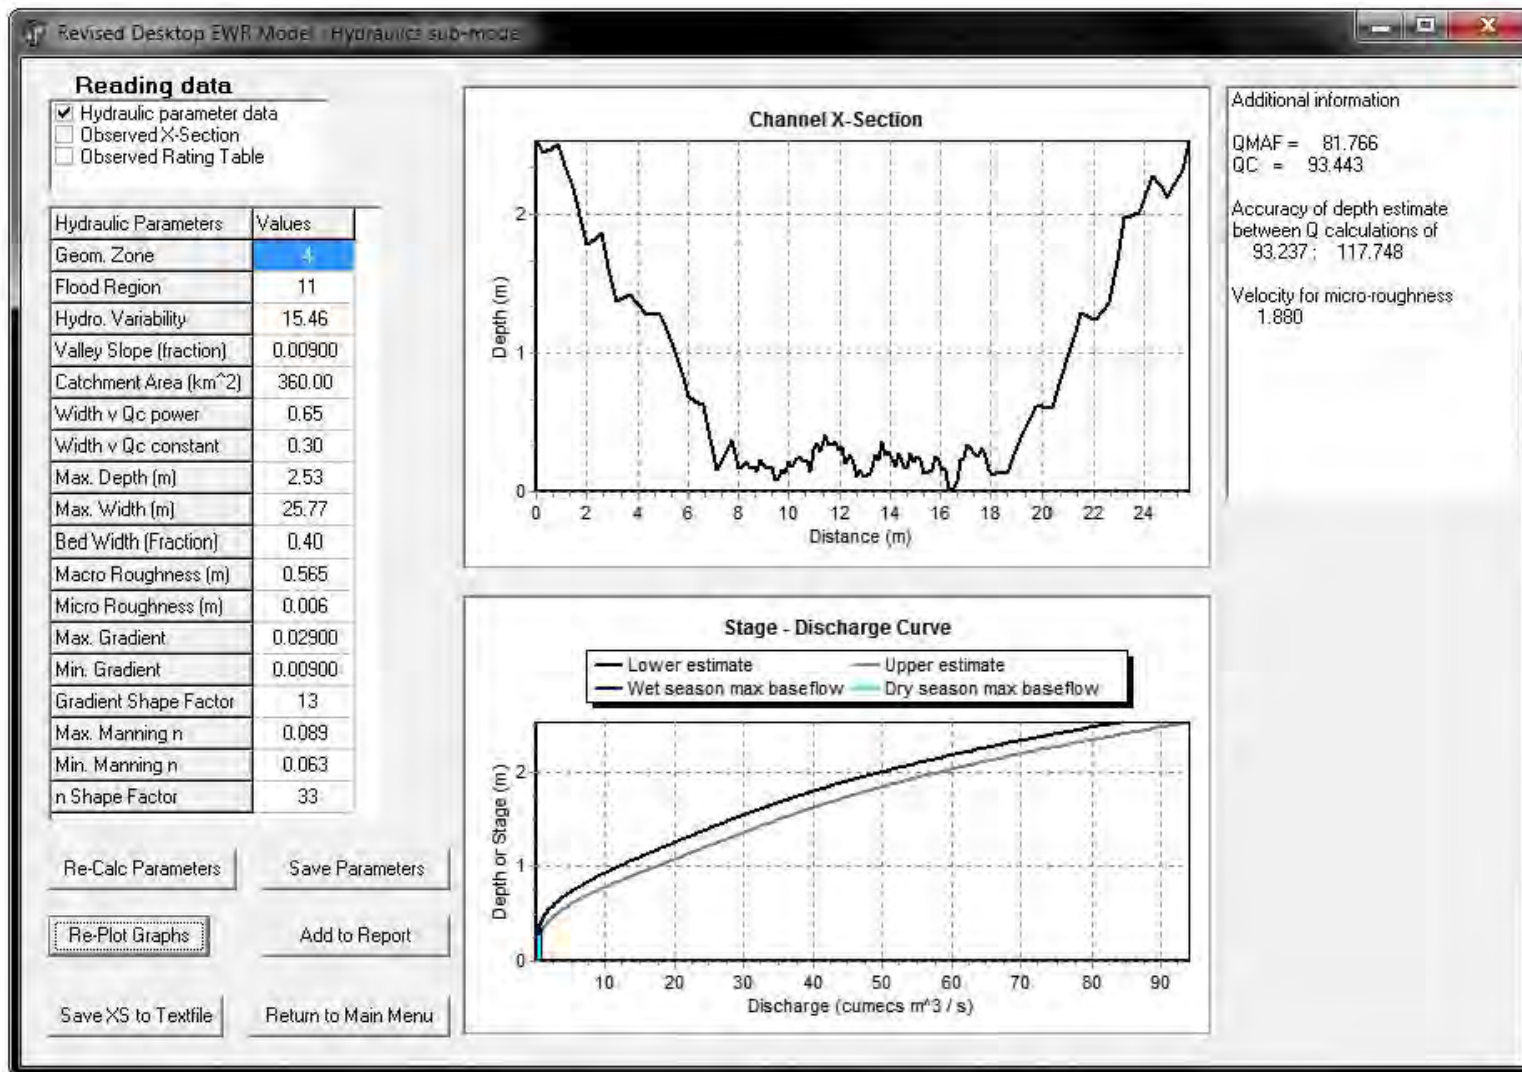 Revised Desktop EWR Model : Hydraulics sub-model
Reading data
Hydraulic parameter data
Observed X-Section
Observed Rating Table
Hydraulic Parameters Values
Geom. Zone 4
Flood Region 11
Hydro. Variability 15.46
Valley Slope (fraction) 0.00900
Catchment Area (km^2) 360.00
Width v Qc power 0.65
Width v Qc constant 0.30
Max. Depth (m) 2.53
Max. Width (m) 25.77
Bed Width (Fraction) 0.40
Macro Roughness (m) 0.565
Micro Roughness (m) 0.006
Max. Gradient 0.02900
Min. Gradient 0.00900
Gradient Shape Factor 13
Max. Manning n 0.089
Min. Manning n 0.063
n Shape Factor 33
Re-Calc Parameters Save Parameters
Re-Plot Graphs Add to Report
Save XS to Textfile Return to Main Menu
Channel X-Section
Depth (m)
2
1
0
0 2 4 6 8 10 12 14 16 18 20 22 24
Distance (m)
Stage - Discharge Curve
Lower estimate Upper estimate
Wet season max baseflow Dry season max baseflow
Depth or Stage (m)
2
1
0
10 20 30 40 50 60 70 80 90
Discharge (cumecs m^3 / s)
Additional information
QMAF = 81.766
QC = 93.443
Accuracy of depth estimate
between Q calculations of
93.237 : 117.748
Velocity for micro-roughness
1.880